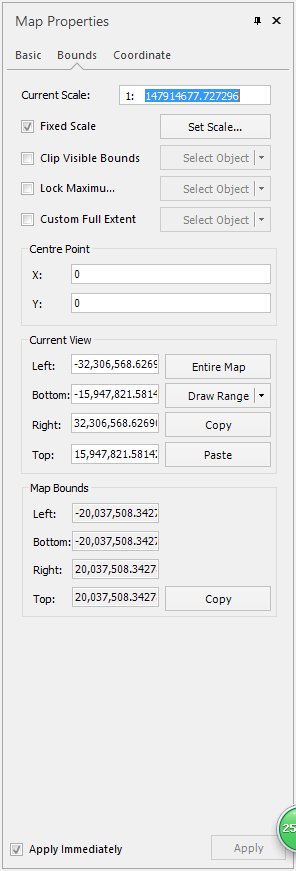 Map Properties
Basic Bounds Coordinate
Current Scale: 1: 147914677.727296
Fixed Scale Set Scale...
Clip Visible Bounds Select Object
Lock Maximu... Select Object
Custom Full Extent Select Object
Centre Point
X: 0
Y: 0
Current View
Left: -32,306,568.6269 Entire Map
Bottom: -15,947,821.5814 Draw Range
Right: 32,306,568.6269 Copy
Top: 15,947,821.5814 Paste
Map Bounds
Left: -20,037,508.3427
Bottom: -20,037,508.3427
Right: 20,037,508.3427
Top: 20,037,508.3427 Copy
25
Apply Immediately Apply